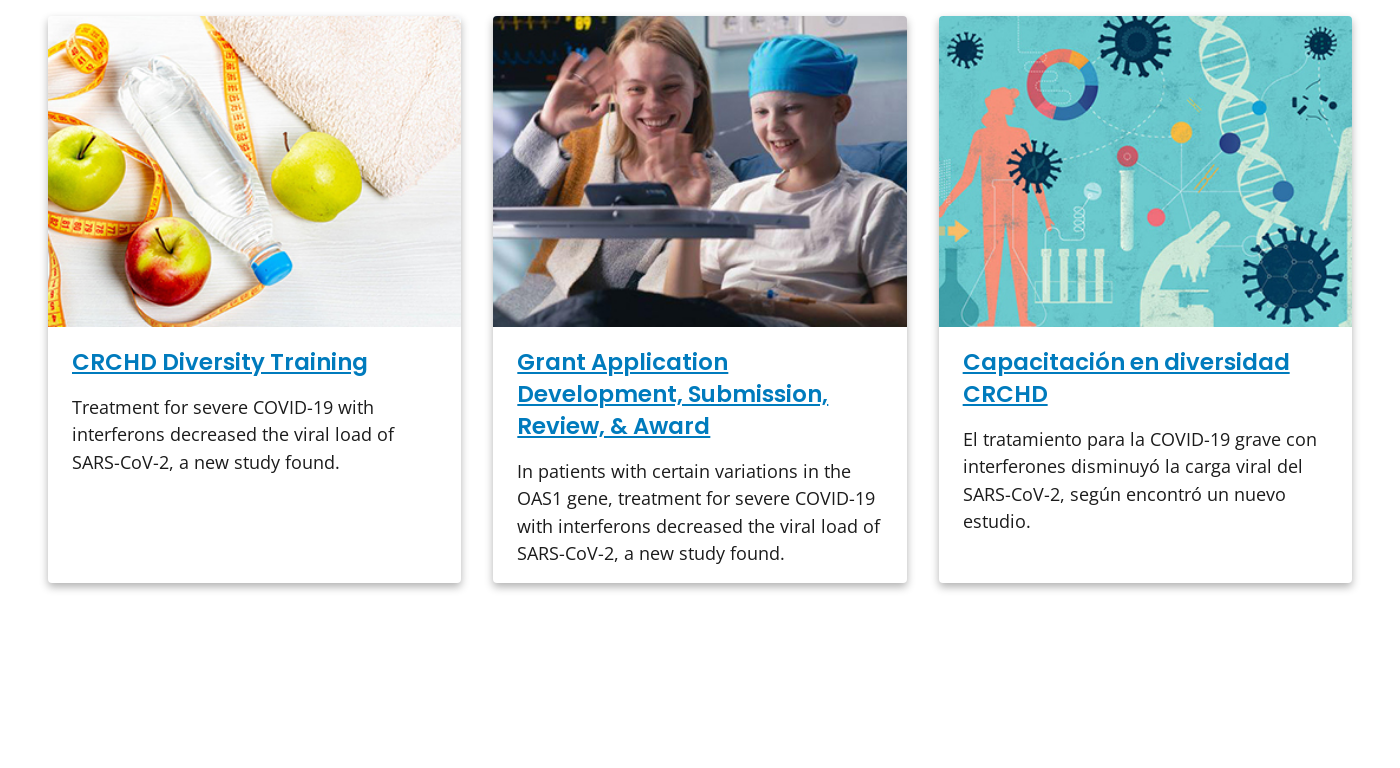 CRCHD Diversity Training
Treatment for severe COVID-19 with
interferons decreased the viral load of
SARS-CoV-2, a new study found.
Grant Application
Development, Submission,
Review, & Award
In patients with certain variations in the
OAS1 gene, treatment for severe COVID-19
with interferons decreased the viral load of
SARS-CoV-2, a new study found.
Capacitación en diversidad
CRCHD
El tratamiento para la COVID-19 grave con
interferones disminuyó la carga viral del
SARS-CoV-2, según encontró un nuevo
estudio.